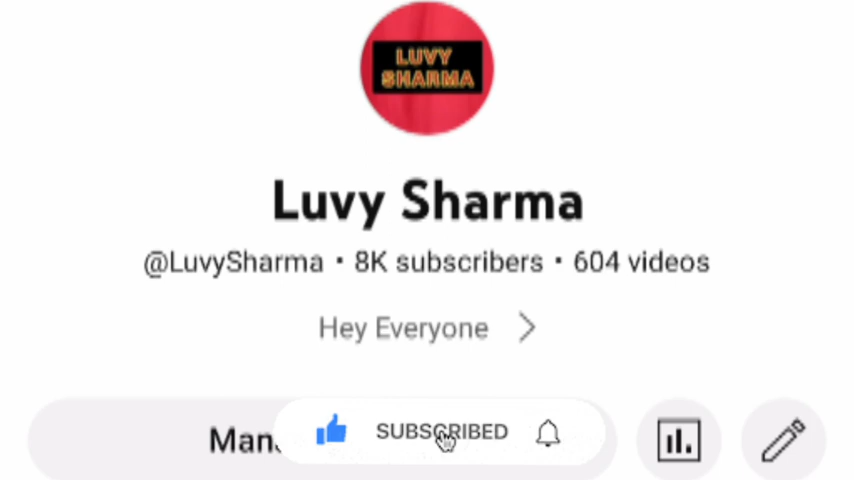 LUVY
SHARMA
Luvy Sharma
@LuvySharma • 8K subscribers • 604 videos
Hey Everyone
SUBSCRIBED